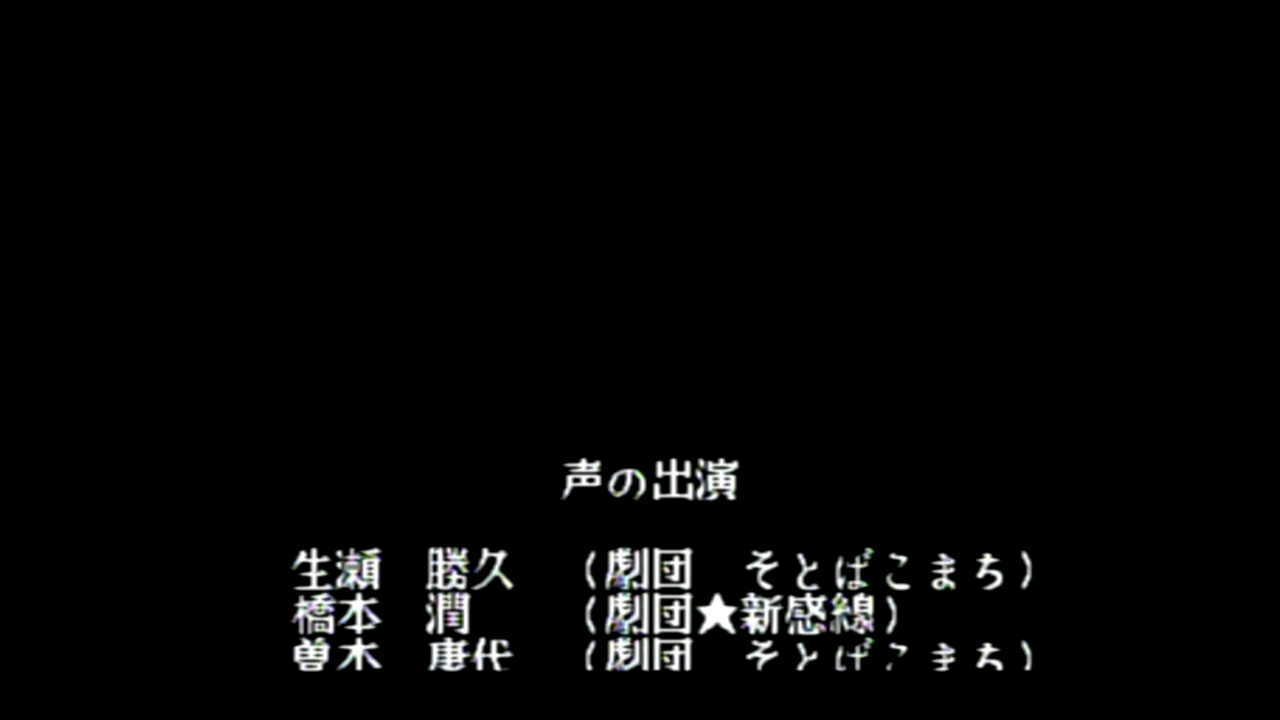 声の出演
生瀬 勝久 (劇団 そとばこまち)
橋本 潤 (劇団★新感線)
曽木 (劇団 そとばこまち)